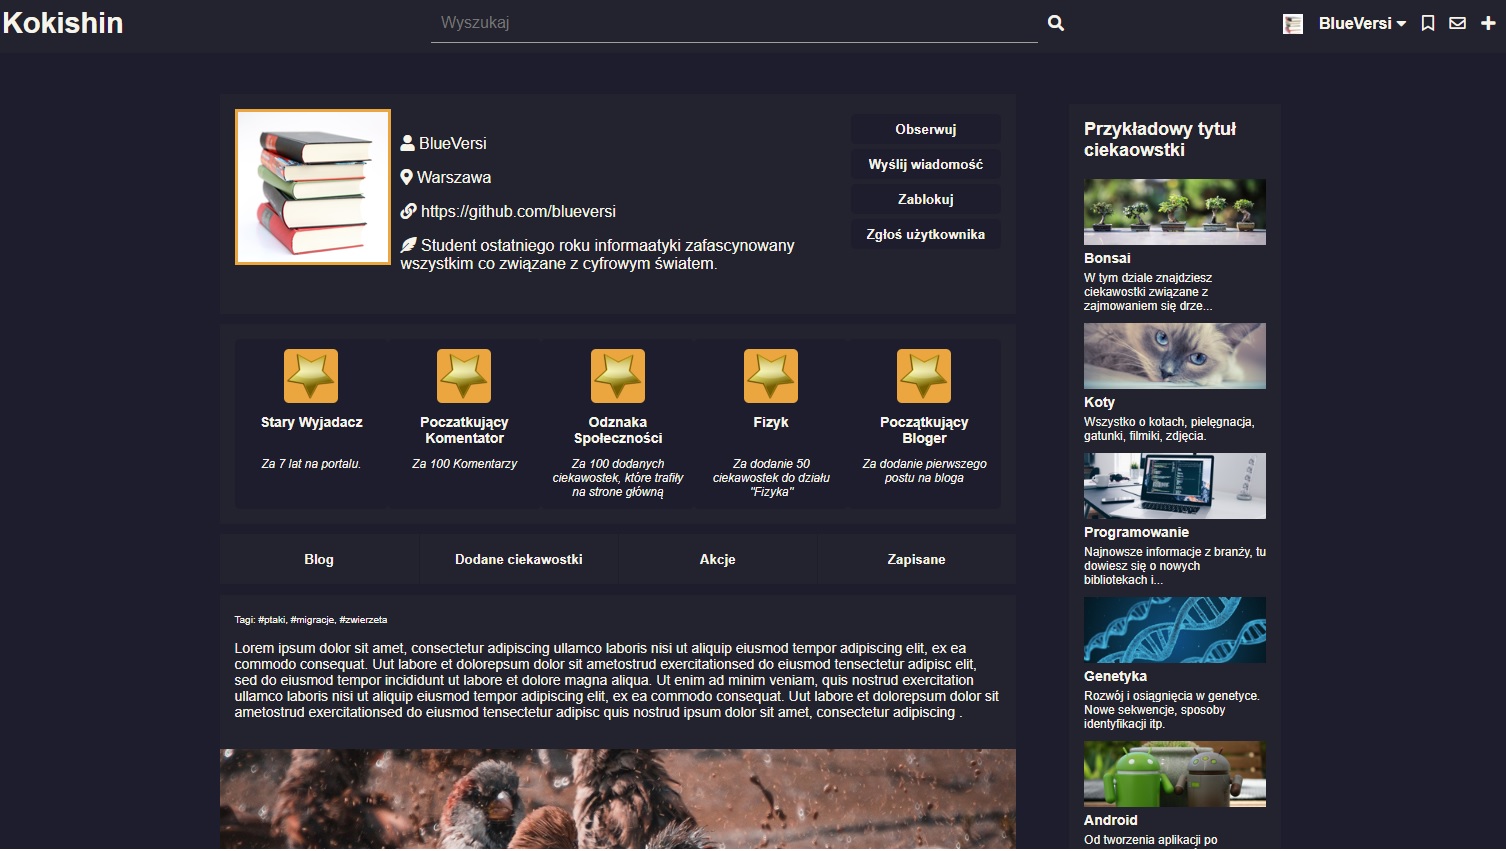 Kokishin
Wyszukaj
BlueVersi
BlueVersi
Warszawa
https://github.com/blueversi
Student ostatniego roku informaatyki zafascynowany
wszystkim co związane z cyfrowym światem.
Obserwuj
Wyślij wiadomość
Zablokuj
Zgłoś użytkownika
Stary Wyjadacz
Za 7 lat na portalu.
Poczatkujący
Komentator
Za 100 Komentarzy
Odznaka
Społeczności
Za 100 dodanych
ciekawostek, które trafiły
na strone główną
Fizyk
Za dodanie 50
ciekawostek do działu
"Fizyka"
Początkujący
Bloger
Za dodanie pierwszego
postu na bloga
Blog
Dodane ciekawostki
Akcje
Zapisane
Tagi: #ptaki, #migracje, #zwierzeta
Lorem ipsum dolor sit amet, consectetur adipiscing ullamco laboris nisi ut aliquip eiusmod tempor adipiscing elit, ex ea
commodo consequat. Uut labore et dolorepsum dolor sit ametostrud exercitationsed do eiusmod tensectetur adipisc elit,
sed do eiusmod tempor incididunt ut labore et dolore magna aliqua. Ut enim ad minim veniam, quis nostrud exercitation
ullamco laboris nisi ut aliquip eiusmod tempor adipiscing elit, ex ea commodo consequat. Uut labore et dolorepsum dolor sit
ametostrud exercitationsed do eiusmod tensectetur adipisc quis nostrud ipsum dolor sit amet, consectetur adipiscing .
Przykładowy tytuł
ciekaowstki
Bonsai
W tym dziale znajdziesz
ciekawostki związane z
zajmowaniem się drze...
Koty
Wszystko o kotach, pielęgnacja,
gatunki, filmiki, zdjęcia.
Programowanie
Najnowsze informacje z branży, tu
dowiesz się o nowych
bibliotekach i...
Genetyka
Rozwój i osiągnięcia w genetyce.
Nowe sekwencje, sposoby
identyfikacji itp.
Android
Od tworzenia aplikacji po